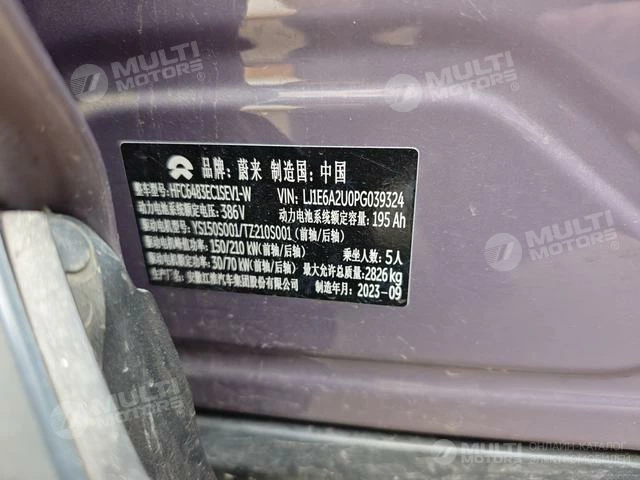 品牌: 蔚来 制造国: 中国
整车型号: HFC6483EC1SEV1-W VIN: LJ1E6A2U0PG039324
动力电池系统额定电压: 386V 动力电池系统额定容量: 195 Ah
驱动电机型号: YS150S001/TZ210S001 (前轴/后轴)
驱动电机峰值功率: 150/210 kW (前轴/后轴) 乘坐人数: 5人
驱动电机额定功率: 30/70 kW (前轴/后轴) 最大允许总质量: 2826 kg
安徽江淮汽车集团股份有限公司 制造年月: 2023-09
MULTI MOTORS
MULTI MOTORS
MULTI MOTORS
MULTI MOTORS
MULTI MOTORS
MULTI MOTORS ОНЛАЙН КАТАЛОГ